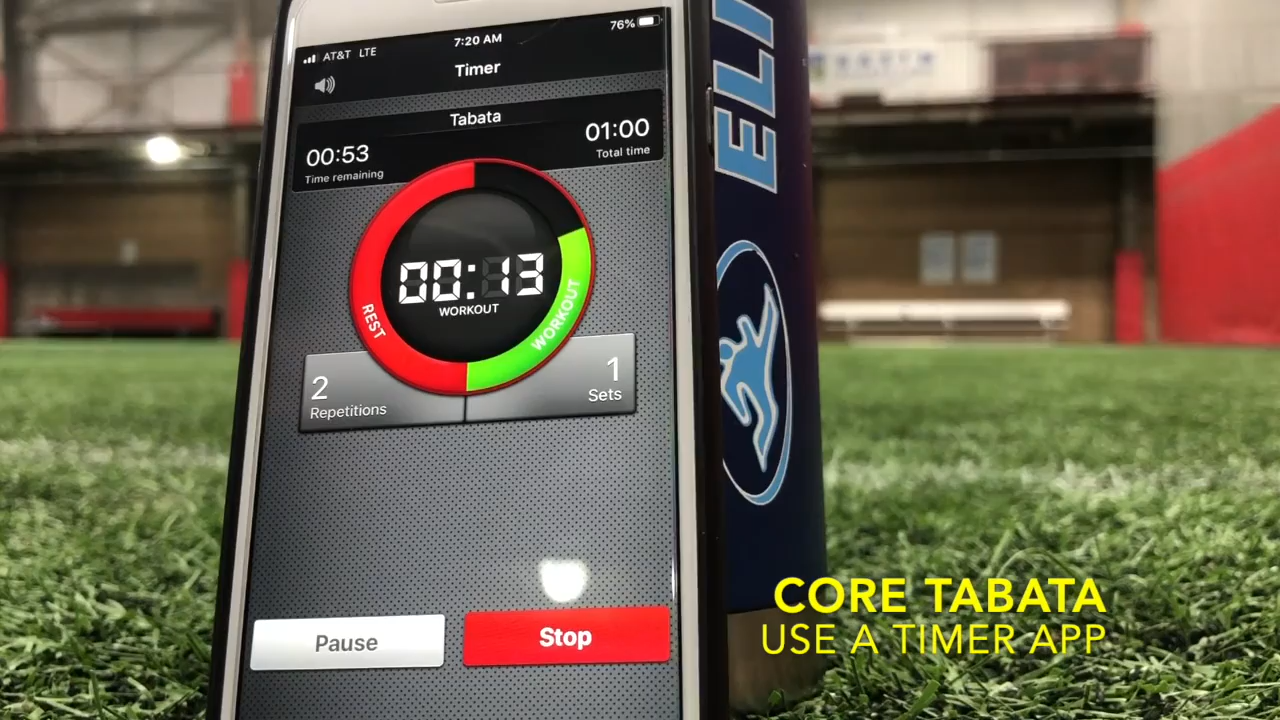 76%
7:20 AM
AT&T LTE
Timer
Tabata
00:53
Time remaining
01:00
Total time
00:13
WORKOUT
REST
WORKOUT
2
Repetitions
1
Sets
Pause
Stop
ELI
CORE TABATA
USE A TIMER APP